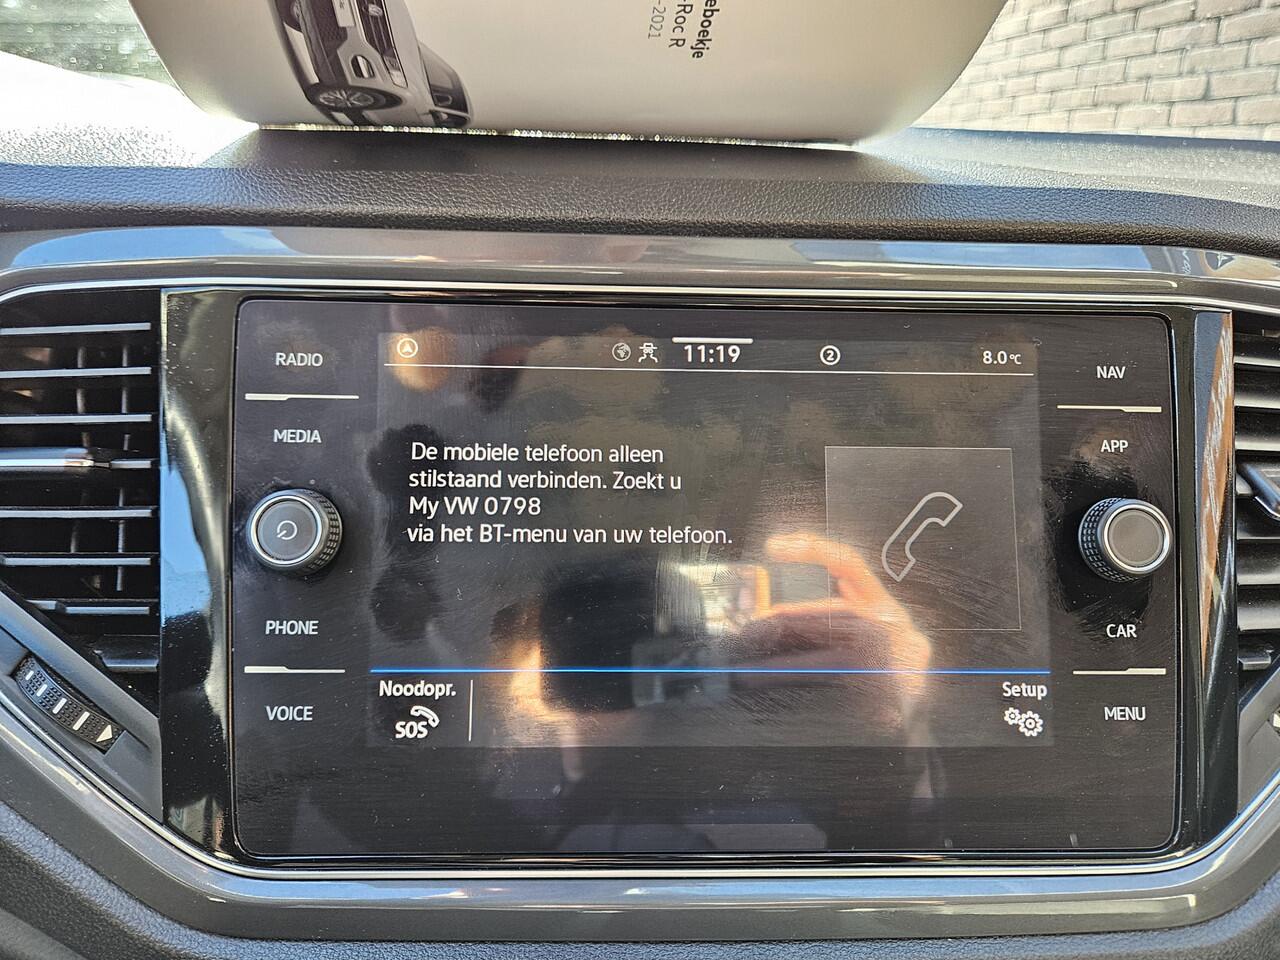 eboekje
-Roc R
-2021
RADIO
MEDIA
PHONE
VOICE
11:19
2
8.0°C
De mobiele telefoon alleen
stilstaand verbinden. Zoekt u
My VW 0798
via het BT-menu van uw telefoon.
Noodopr.
SOS
Setup
NAV
APP
CAR
MENU